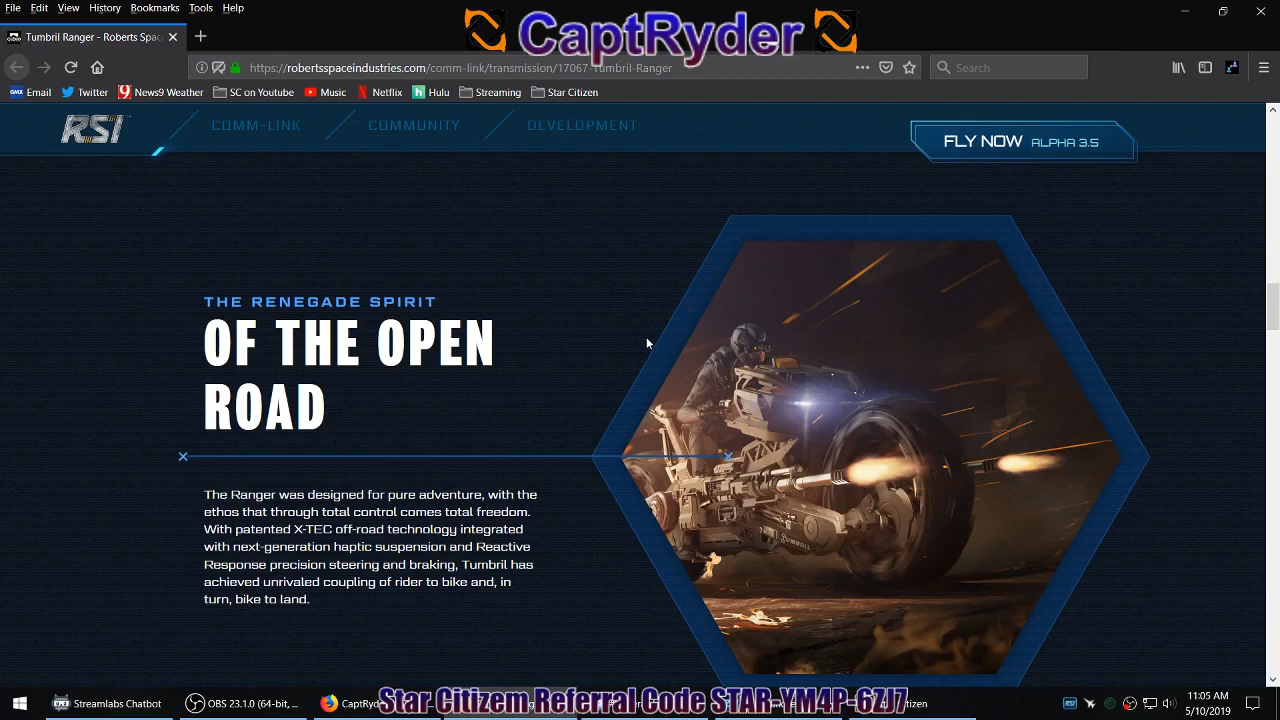 File Edit View History Bookmarks Tools Help
CaptRyder
Tumbril Ranger - Roberts Spac
https://robertsspaceindustries.com/comm-link/transmission/17067-Tumbril-Ranger
Search
Email Twitter News9 Weather SC on Youtube Music Netflix Hulu Streaming Star Citizen
RSI COMM-LINK COMMUNITY DEVELOPMENT
FLY NOW ALPHA 3.5
THE RENEGADE SPIRIT
OF THE OPEN
ROAD
The Ranger was designed for pure adventure, with the
ethos that through total control comes total freedom.
With patented X-TEC off-road technology integrated
with next-generation haptic suspension and Reactive
Response precision steering and braking, Tumbril has
achieved unrivaled coupling of rider to bike and, in
turn, bike to land.
TUMBRIL
Streamlabs Chatbot OBS 23.1.0 (64-bit, ... CaptRy
Star Citizem Referral Code STAR-YM4P-6ZJ7
11:05 AM
5/10/2019